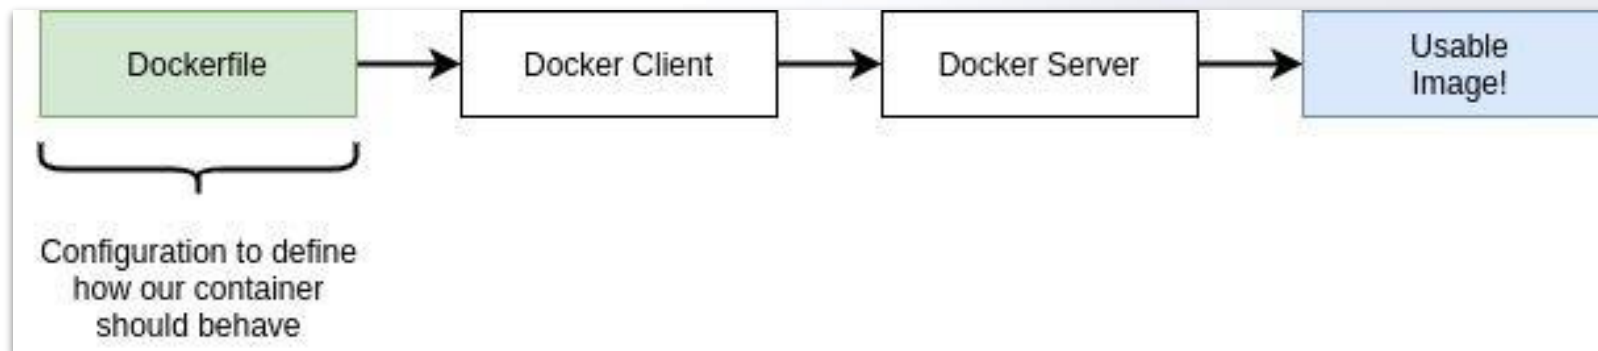 Dockerfile
Docker Client
Docker Server
Usable
Image!
Configuration to define
how our container
should behave